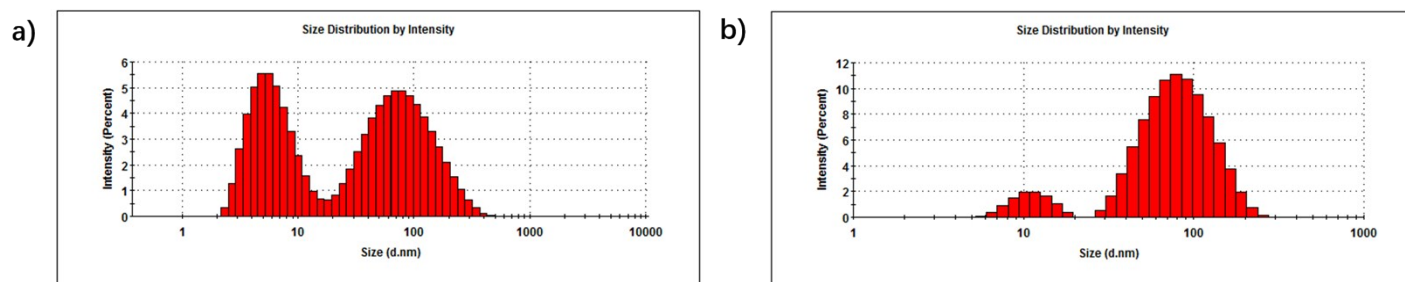 a)
Size Distribution by Intensity
6
5
4
3
2
1
0
Intensity (Percent)
1 10 100 1000 10000
Size (d.nm)
b)
Size Distribution by Intensity
12
10
8
6
4
2
0
Intensity (Percent)
1 10 100 1000
Size (d.nm)